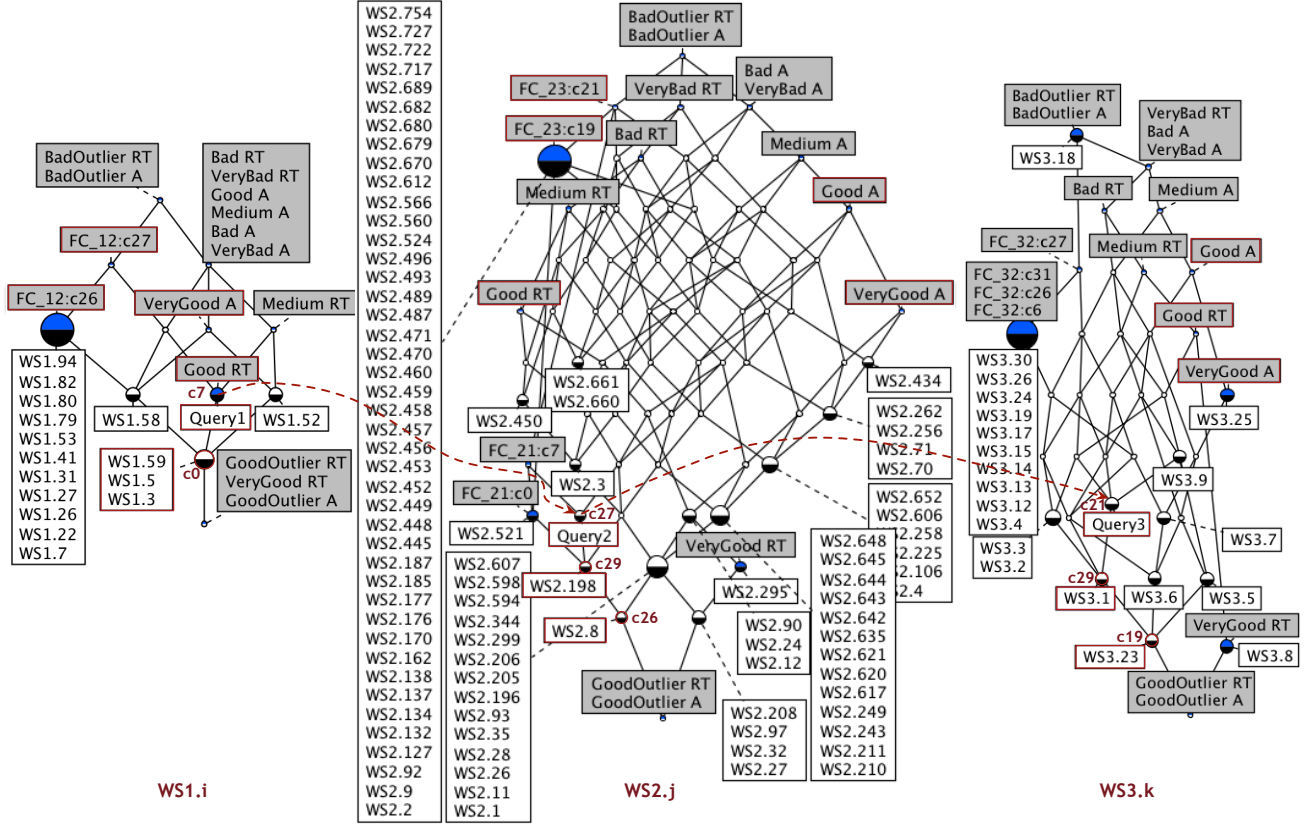 BadOutlier RT
BadOutlier A
Bad RT
VeryBad RT
Good A
Medium A
Bad A
VeryBad A
FC_12:c27
FC_12:c26
VeryGood A
Medium RT
Good RT
c7
Query1
WS1.58
WS1.52
WS1.94
WS1.82
WS1.80
WS1.79
WS1.53
WS1.41
WS1.31
WS1.27
WS1.26
WS1.22
WS1.7
WS1.59
WS1.5
WS1.3
c0
GoodOutlier RT
VeryGood RT
GoodOutlier A
WS1.i
WS2.754
WS2.727
WS2.722
WS2.717
WS2.689
WS2.682
WS2.680
WS2.679
WS2.670
WS2.612
WS2.566
WS2.560
WS2.524
WS2.496
WS2.493
WS2.489
WS2.487
WS2.471
WS2.470
WS2.460
WS2.459
WS2.458
WS2.457
WS2.456
WS2.453
WS2.452
WS2.449
WS2.448
WS2.445
WS2.187
WS2.185
WS2.177
WS2.176
WS2.170
WS2.162
WS2.138
WS2.137
WS2.134
WS2.132
WS2.127
WS2.92
WS2.9
WS2.2
BadOutlier RT
BadOutlier A
FC_23:c21
VeryBad RT
Bad A
VeryBad A
FC_23:c19
Bad RT
Medium A
Medium RT
Good A
Good RT
VeryGood A
WS2.661
WS2.660
WS2.434
WS2.450
WS2.262
WS2.256
WS2.71
WS2.70
FC_21:c7
WS2.3
FC_21:c0
WS2.521
c27
Query2
WS2.652
WS2.606
WS2.258
WS2.225
WS2.106
WS2.4
VeryGood RT
c29
WS2.198
WS2.295
WS2.607
WS2.598
WS2.594
WS2.344
WS2.299
WS2.206
WS2.205
WS2.196
WS2.93
WS2.35
WS2.28
WS2.26
WS2.11
WS2.1
WS2.8
c26
WS2.90
WS2.24
WS2.12
WS2.648
WS2.645
WS2.644
WS2.643
WS2.642
WS2.635
WS2.621
WS2.620
WS2.617
WS2.249
WS2.243
WS2.211
WS2.210
GoodOutlier RT
GoodOutlier A
WS2.208
WS2.97
WS2.32
WS2.27
WS2.j
BadOutlier RT
BadOutlier A
WS3.18
VeryBad RT
Bad A
VeryBad A
Bad RT
Medium A
FC_32:c27
Medium RT
Good A
FC_32:c31
FC_32:c26
FC_32:c6
Good RT
VeryGood A
WS3.25
WS3.30
WS3.26
WS3.24
WS3.19
WS3.17
WS3.15
WS3.14
WS3.13
WS3.12
WS3.4
WS3.9
c21
Query3
WS3.7
WS3.3
WS3.2
c29
WS3.1
WS3.6
WS3.5
VeryGood RT
c19
WS3.23
WS3.8
GoodOutlier RT
GoodOutlier A
WS3.k